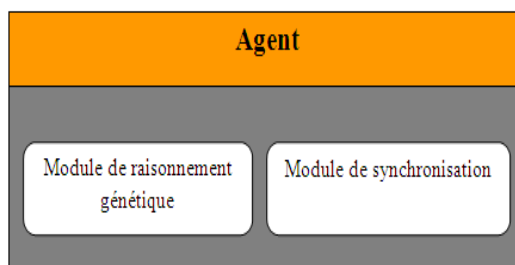 Agent
Module de raisonnement
génétique
Module de synchronisation